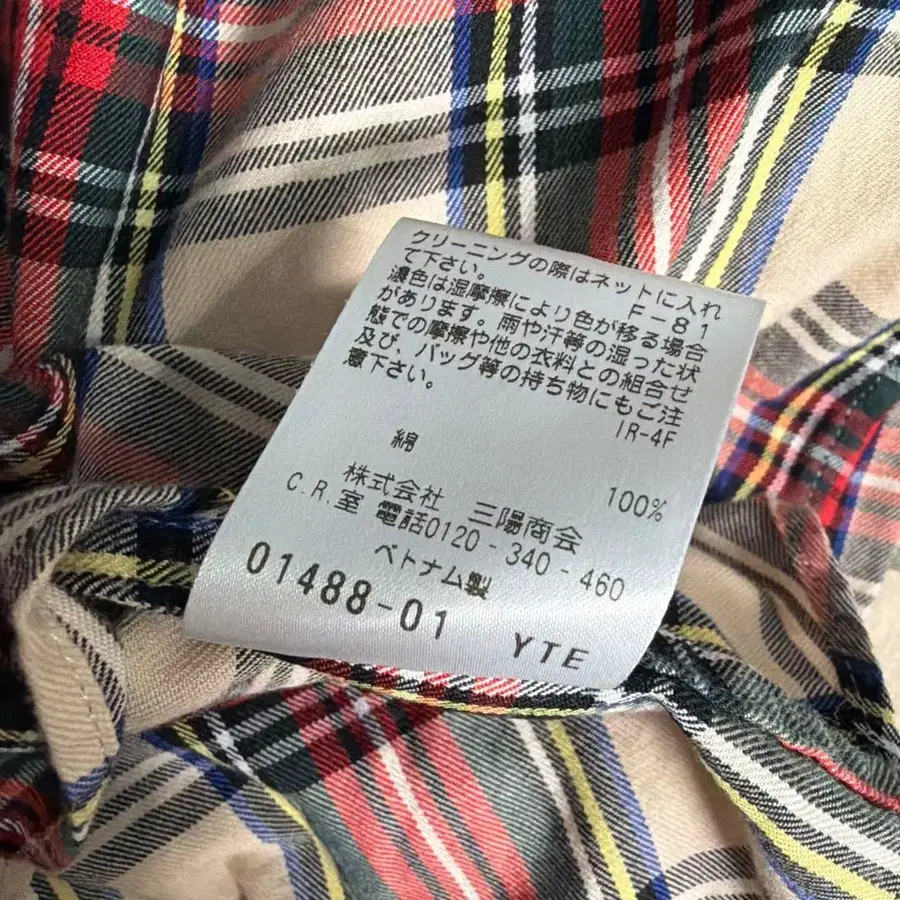 クリーニングの際はネットに入れ
て下さい。 F-81
濃色は湿摩擦により色が移る場合
があります。雨や汗等の湿った状
態での摩擦や他の衣料との組合せ
及び、バッグ等の持ち物にもご注
意下さい。
IR-4F
綿 100%
株式会社 三陽商会
C.R.室 電話0120-340-460
ベトナム製
01488-01 YTE